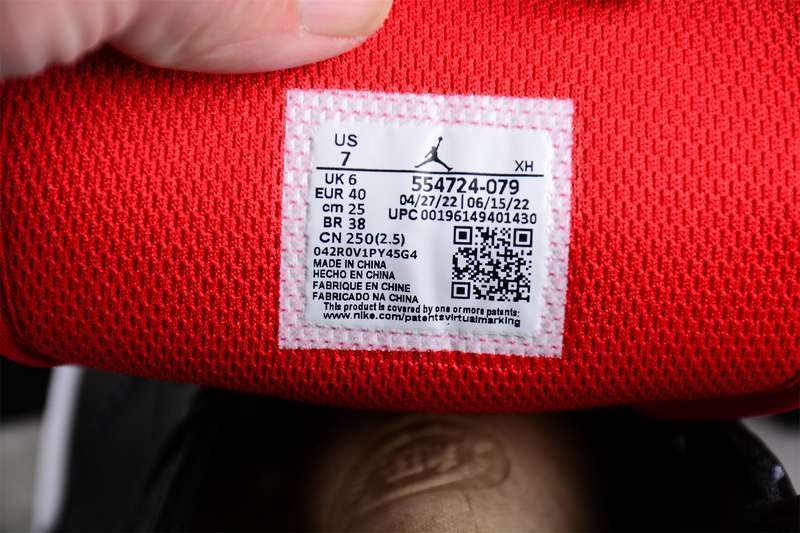 US
7
XH
UK 6
EUR 40
cm 25
BR 38
CN 250(2.5)
554724-079
04/27/22 | 06/15/22
UPC 00196149401430
042R0V1PY45G4
MADE IN CHINA
HECHO EN CHINA
FABRIQUE EN CHINE
FABRICADO NA CHINA
This product is covered by one or more patents:
www.nike.com/patentsvirtualmarking